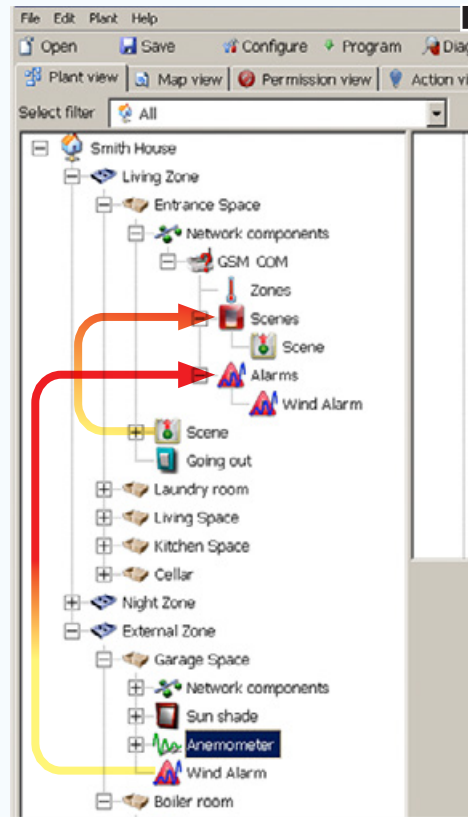 File Edit Plant Help
Open Save Configure Program Diag
Plant view Map view Permission view Action vi
Select filter All
Smith House
Living Zone
Entrance Space
Network components
GSM COM
Zones
Scenes
Scene
Alarms
Wind Alarm
Scene
Going out
Laundry room
Living Space
Kitchen Space
Cellar
Night Zone
External Zone
Garage Space
Network components
Sun shade
Anemometer
Wind Alarm
Boiler room